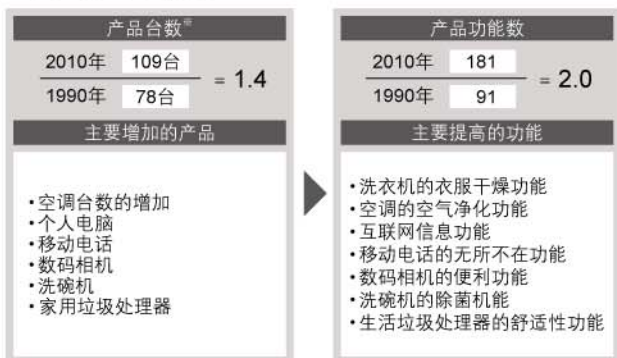 产品台数※
2010年 109台
1990年 78台
= 1.4
主要增加的产品
•空调台数的增加
•个人电脑
•移动电话
•数码相机
•洗碗机
•家用垃圾处理器
产品功能数
2010年 181
1990年 91
= 2.0
主要提高的功能
•洗衣机的衣服干燥功能
•空调的空气净化功能
•互联网信息功能
•移动电话的无所不在功能
•数码相机的便利功能
•洗碗机的除菌机能
•生活垃圾处理器的舒适性功能